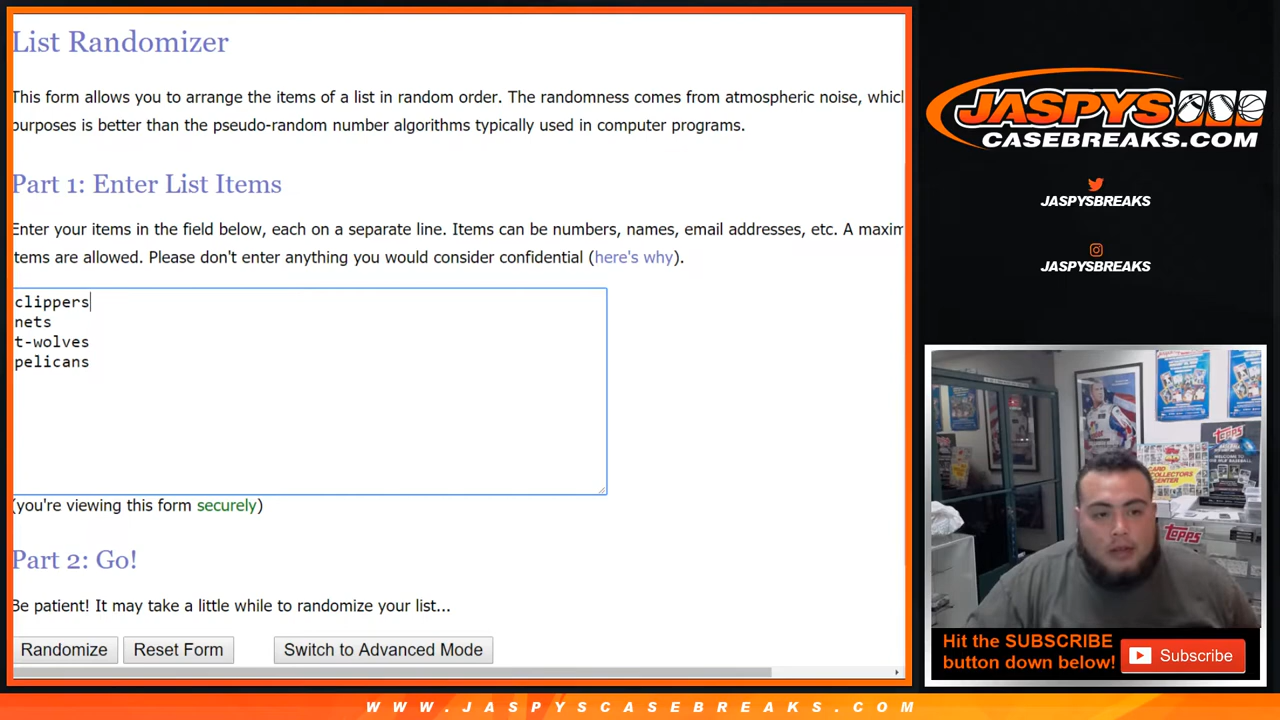 List Randomizer
This form allows you to arrange the items of a list in random order. The randomness comes from atmospheric noise, whicl
purposes is better than the pseudo-random number algorithms typically used in computer programs.
Part 1: Enter List Items
Enter your items in the field below, each on a separate line. Items can be numbers, names, email addresses, etc. A maxim
tems are allowed. Please don't enter anything you would consider confidential (here's why).
clippers
nets
t-wolves
pelicans
(you're viewing this form securely)
Part 2: Go!
Be patient! It may take a little while to randomize your list...
Randomize
Reset Form
Switch to Advanced Mode
JASPYS
CASEBREAKS.COM
JASPYSBREAKS
JASPYSBREAKS
topps
topps
CARD COLLECTORS CENTER
Hit the SUBSCRIBE
button down below!
Subscribe
WWW.JASPYSCASEBREAKS.COM